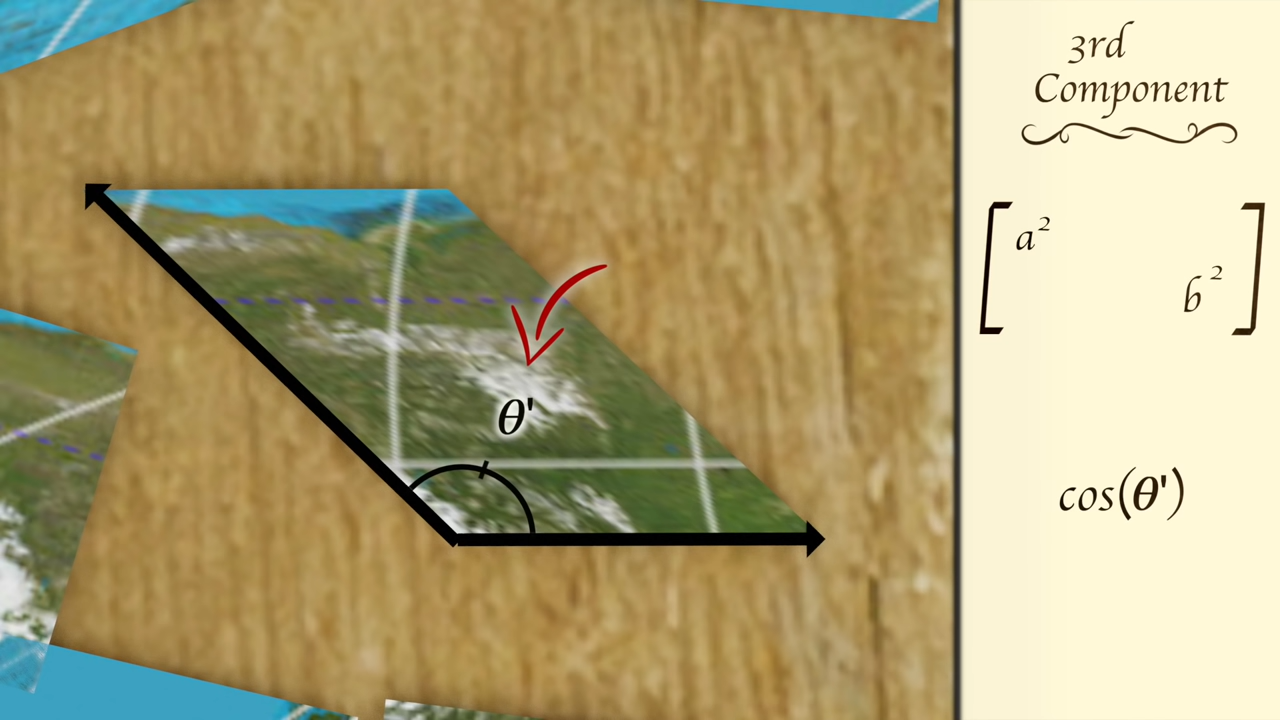 θ'
3rd
Component
a²
b²
cos(θ')